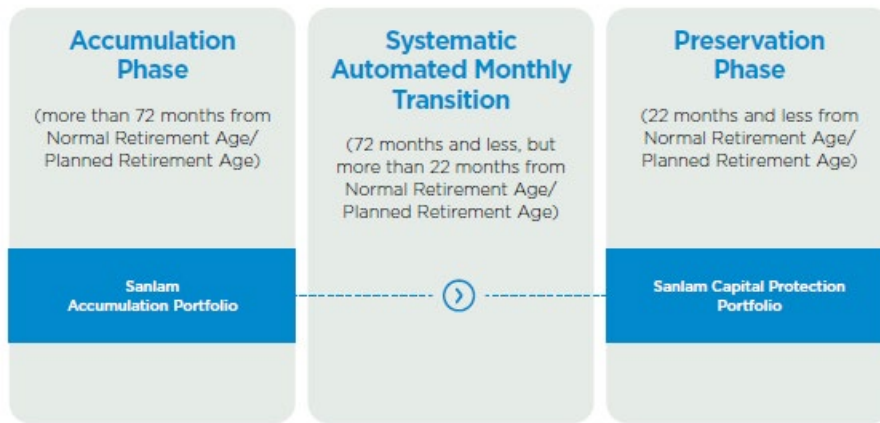 Accumulation
Phase
(more than 72 months from
Normal Retirement Age/
Planned Retirement Age)
Sanlam
Accumulation Portfolio
Systematic
Automated Monthly
Transition
(72 months and less, but
more than 22 months from
Normal Retirement Age/
Planned Retirement Age)
Preservation
Phase
(22 months and less from
Normal Retirement Age/
Planned Retirement Age)
Sanlam Capital Protection
Portfolio